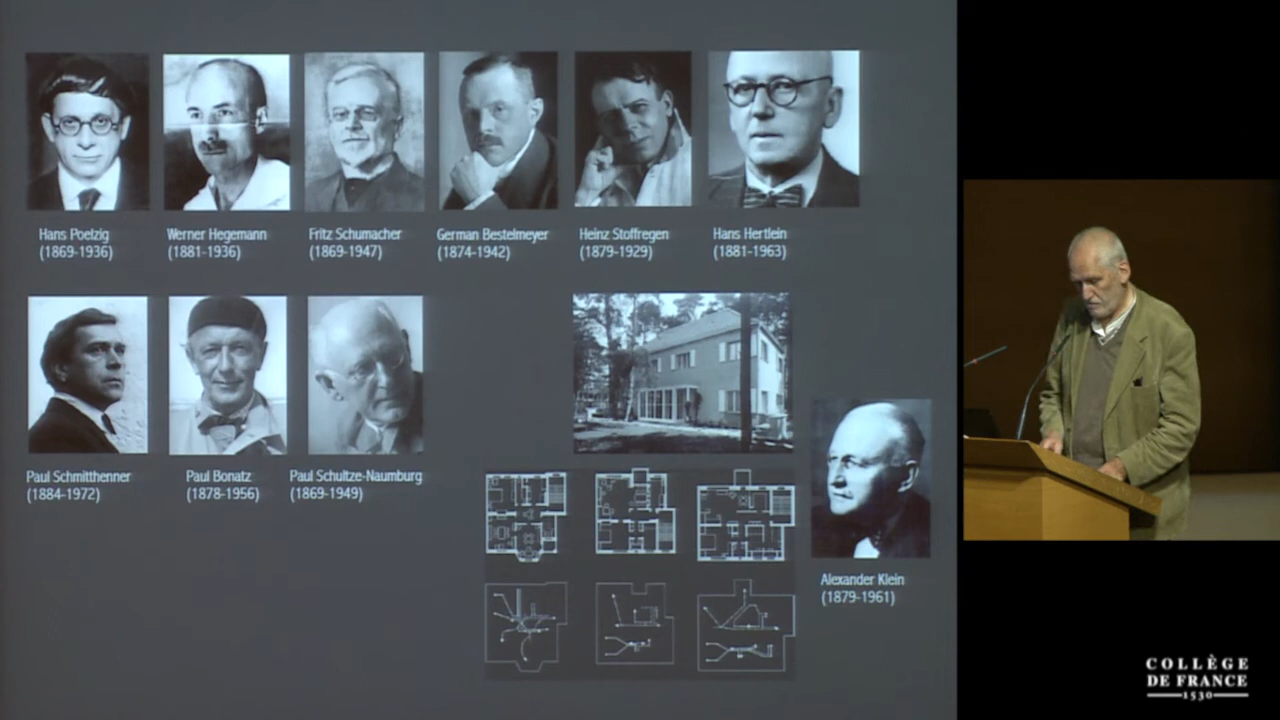 Hans Poelzig
(1869-1936)
Werner Hegemann
(1881-1936)
Fritz Schumacher
(1869-1947)
German Bestelmeyer
(1874-1942)
Heinz Stoffregen
(1879-1929)
Hans Hertlein
(1881-1963)
Paul Schmitthenner
(1884-1972)
Paul Bonatz
(1878-1956)
Paul Schultze-Naumburg
(1869-1949)
Alexander Klein
(1879-1961)
COLLÈGE
DE FRANCE
1530